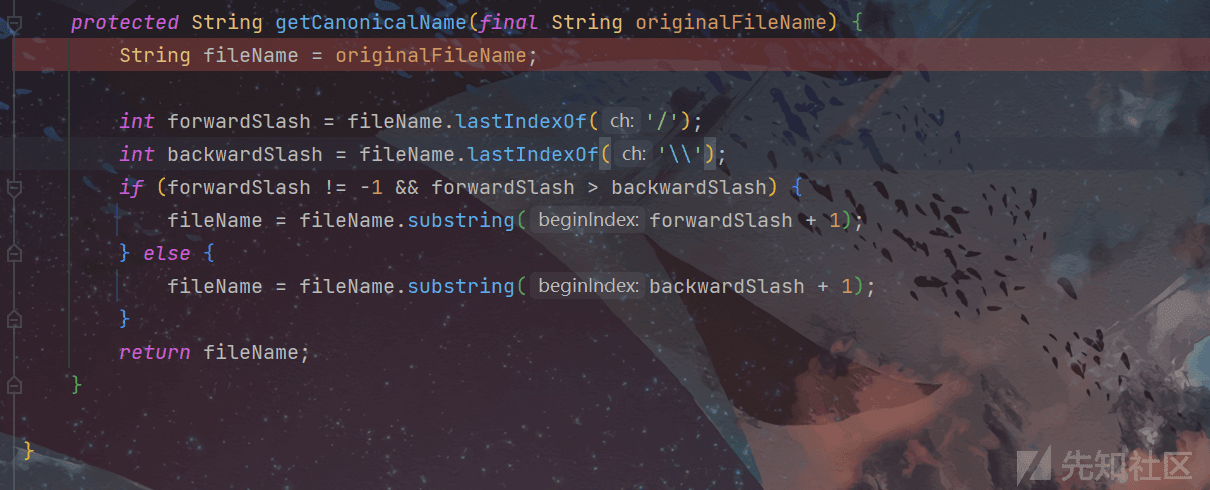 protected String getCanonicalName(final String originalFileName) {
String fileName = originalFileName;
int forwardSlash = fileName.lastIndexOf( ch: '/');
int backwardSlash = fileName.lastIndexOf( ch: '\\');
if (forwardSlash != -1 && forwardSlash > backwardSlash) {
fileName = fileName.substring( beginIndex: forwardSlash + 1);
} else {
fileName = fileName.substring( beginIndex: backwardSlash + 1);
}
return fileName;
}
}
先知社区